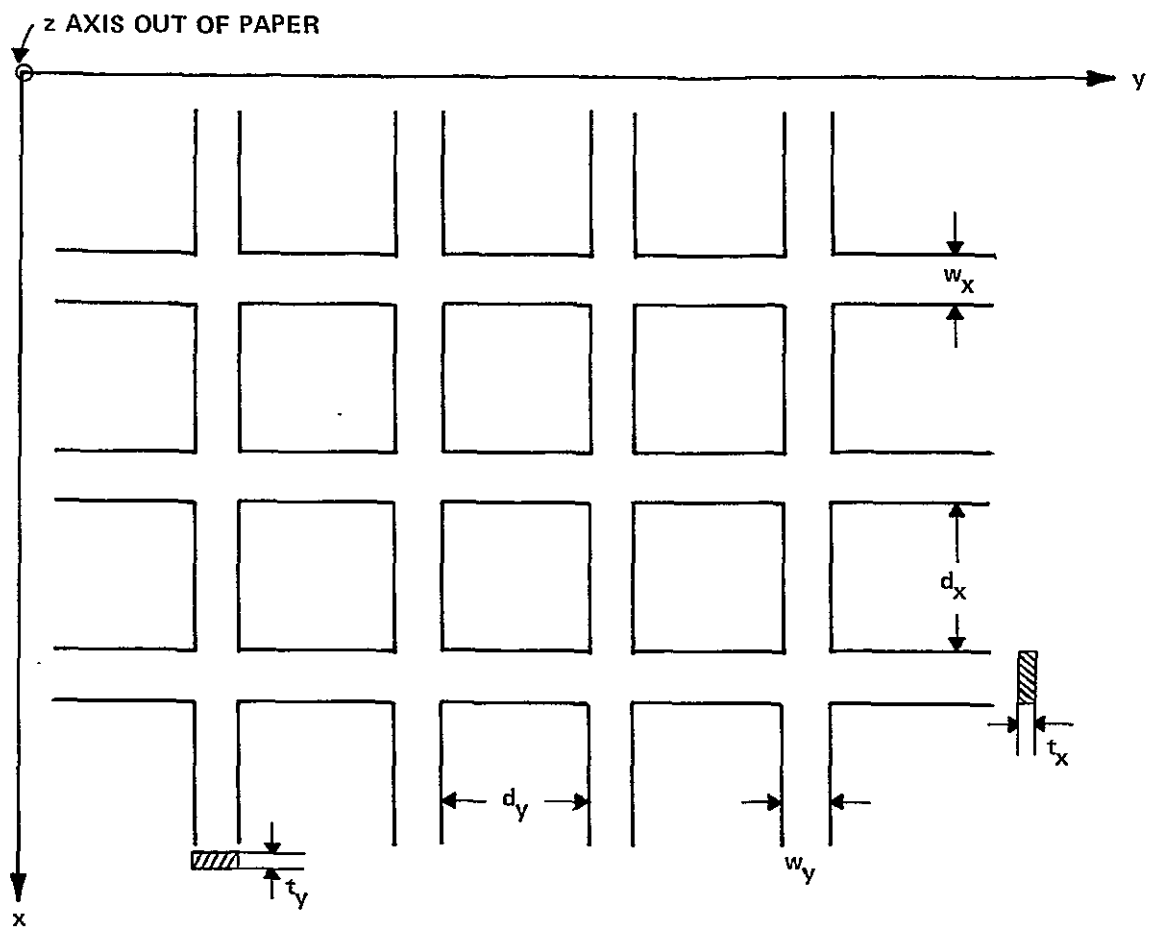 z AXIS OUT OF PAPER
y
w_x
d_x
t_x
d_y
w_y
t_y
x